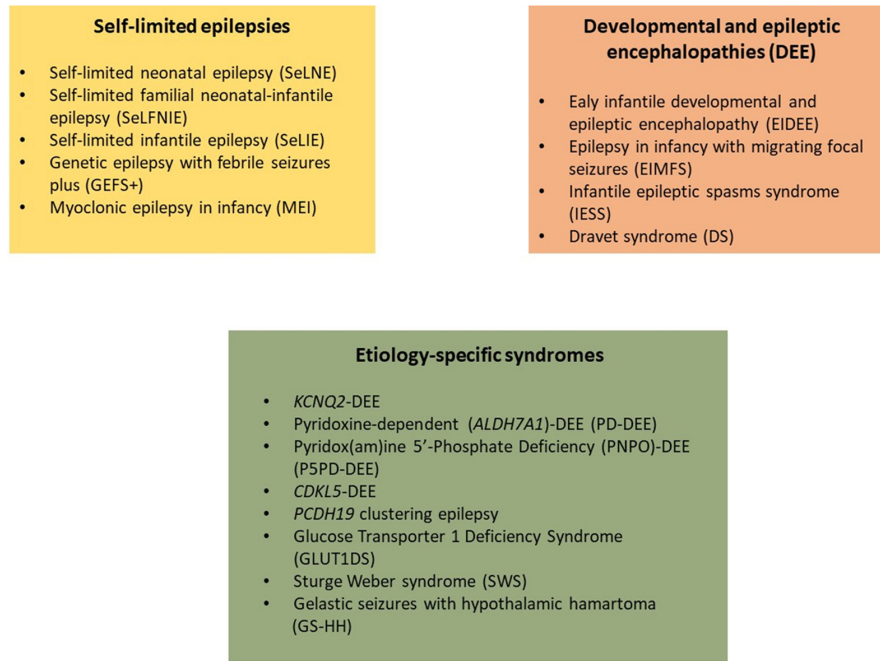 Self-limited epilepsies
• Self-limited neonatal epilepsy (SeLNE)
• Self-limited familial neonatal-infantile
epilepsy (SeLFNIE)
• Self-limited infantile epilepsy (SeLIE)
• Genetic epilepsy with febrile seizures
plus (GEFS+)
• Myoclonic epilepsy in infancy (MEI)
Developmental and epileptic
encephalopathies (DEE)
• Ealy infantile developmental and
epileptic encephalopathy (EIDEE)
• Epilepsy in infancy with migrating focal
seizures (EIMFS)
• Infantile epileptic spasms syndrome
(IESS)
• Dravet syndrome (DS)
Etiology-specific syndromes
• KCNQ2-DEE
• Pyridoxine-dependent (ALDH7A1)-DEE (PD-DEE)
• Pyridox(am)ine 5′-Phosphate Deficiency (PNPO)-DEE
(P5PD-DEE)
• CDKL5-DEE
• PCDH19 clustering epilepsy
• Glucose Transporter 1 Deficiency Syndrome
(GLUT1DS)
• Sturge Weber syndrome (SWS)
• Gelastic seizures with hypothalamic hamartoma
(GS-HH)